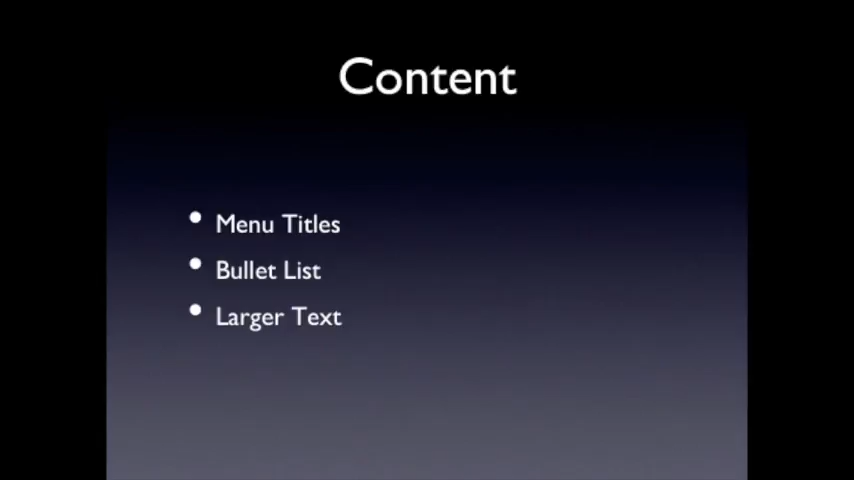 Content
• Menu Titles
• Bullet List
• Larger Text